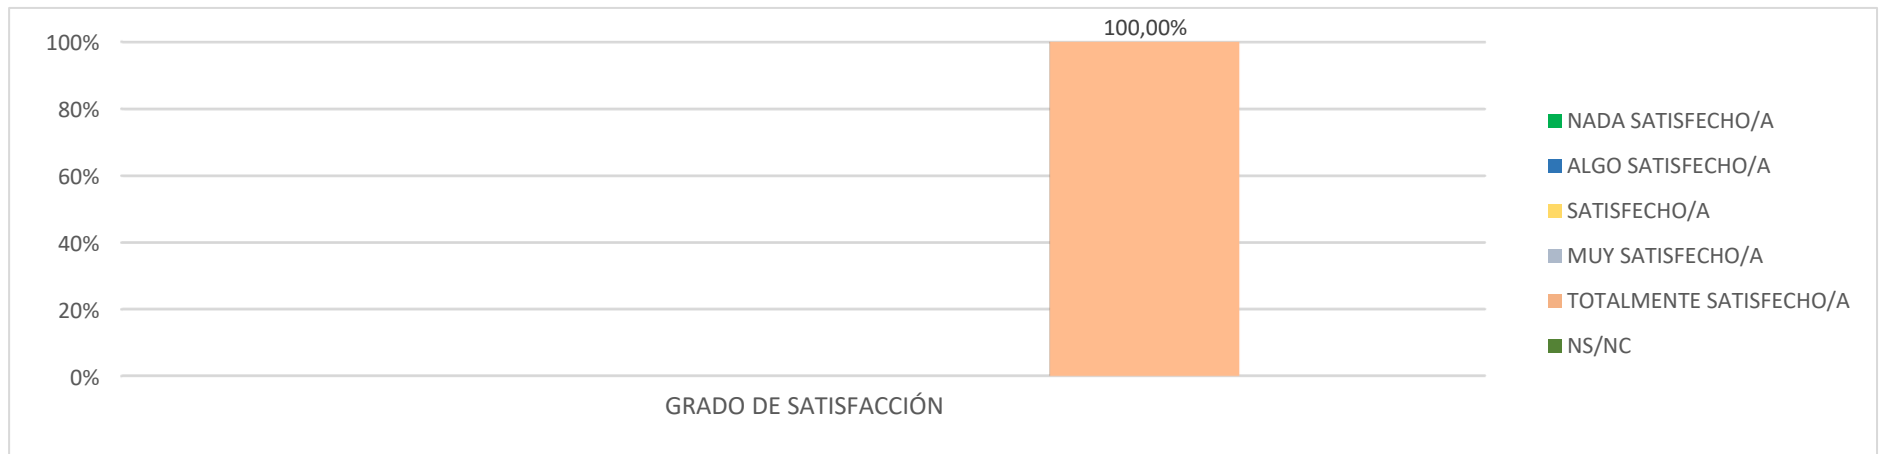 100,00%
100%
80%
60%
40%
20%
0%
GRADO DE SATISFACCIÓN
NADA SATISFECHO/A
ALGO SATISFECHO/A
SATISFECHO/A
MUY SATISFECHO/A
TOTALMENTE SATISFECHO/A
NS/NC